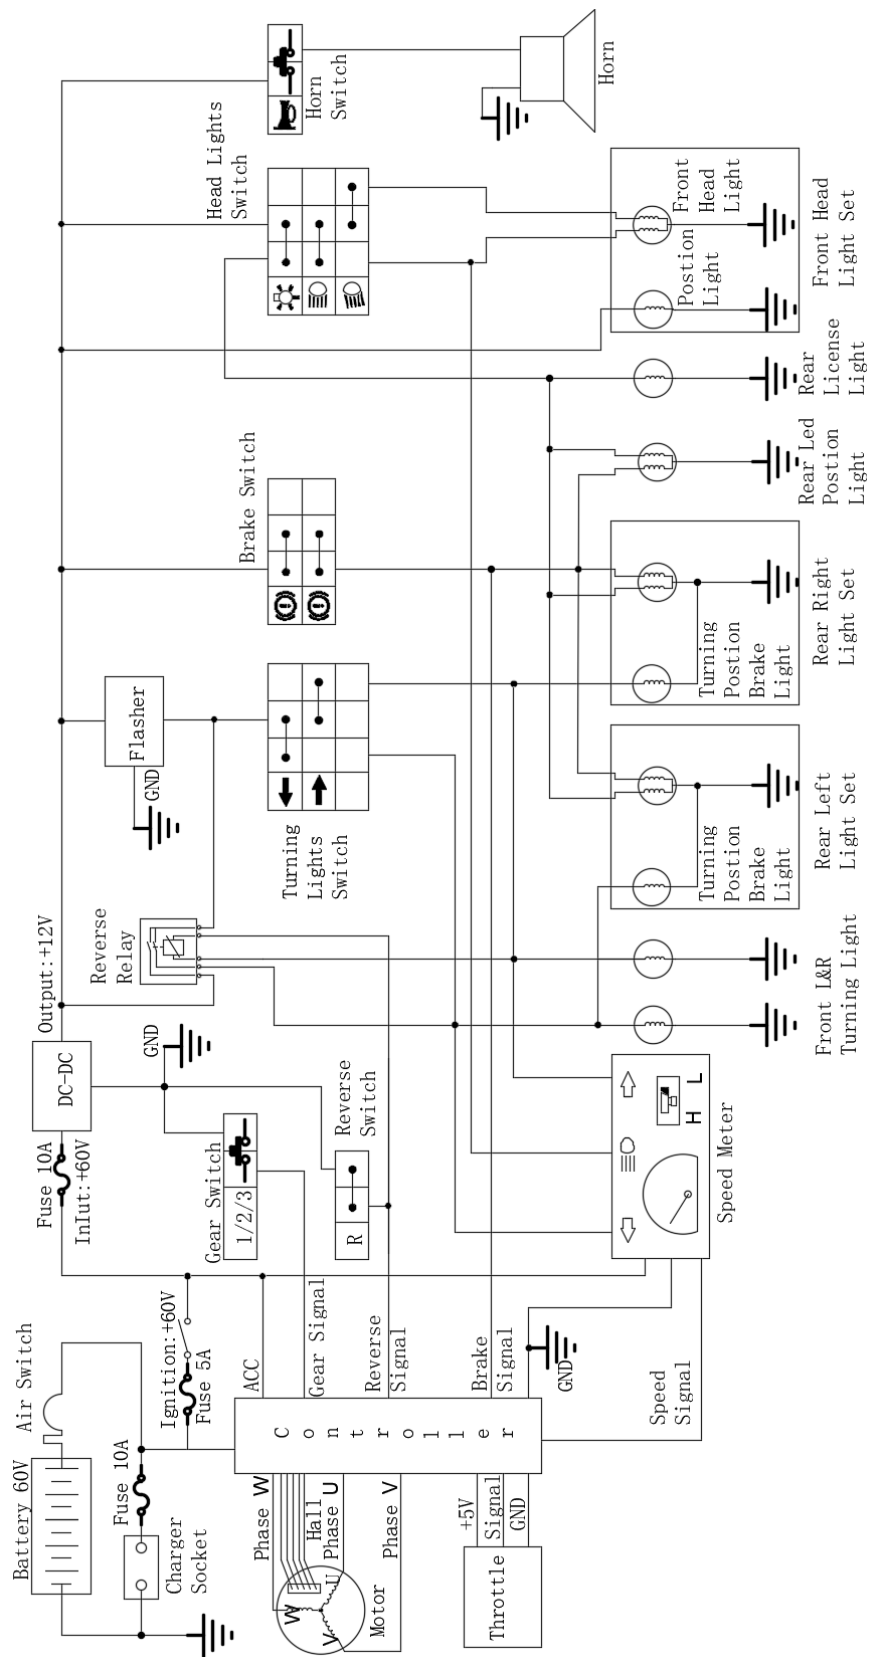 Battery 60V
Air Switch
Fuse 10A
Charger
Socket
Ignition:+60V
Fuse 5A
Fuse 10A
InIut:+60V
DC-DC
Output:+12V
GND
Gear Switch
1/2/3
Reverse
Switch
R
Reverse
Relay
Flasher
GND
Turning
Lights
Switch
Brake Switch
Head Lights
Switch
Horn
Switch
Horn
Controller
ACC
Gear Signal
Reverse
Signal
Brake
Signal
GND
Speed
Signal
Phase W
Hall
Phase U
Phase V
W
U
V
Motor
+5V
Signal
GND
Throttle
H L
Speed Meter
Front L&R
Turning Light
Turning
Postion
Brake
Light
Rear Left
Light Set
Turning
Postion
Brake
Light
Rear Right
Light Set
Rear Led
Postion
Light
Rear
License
Light
Postion
Light
Front
Head
Light
Front Head
Light Set